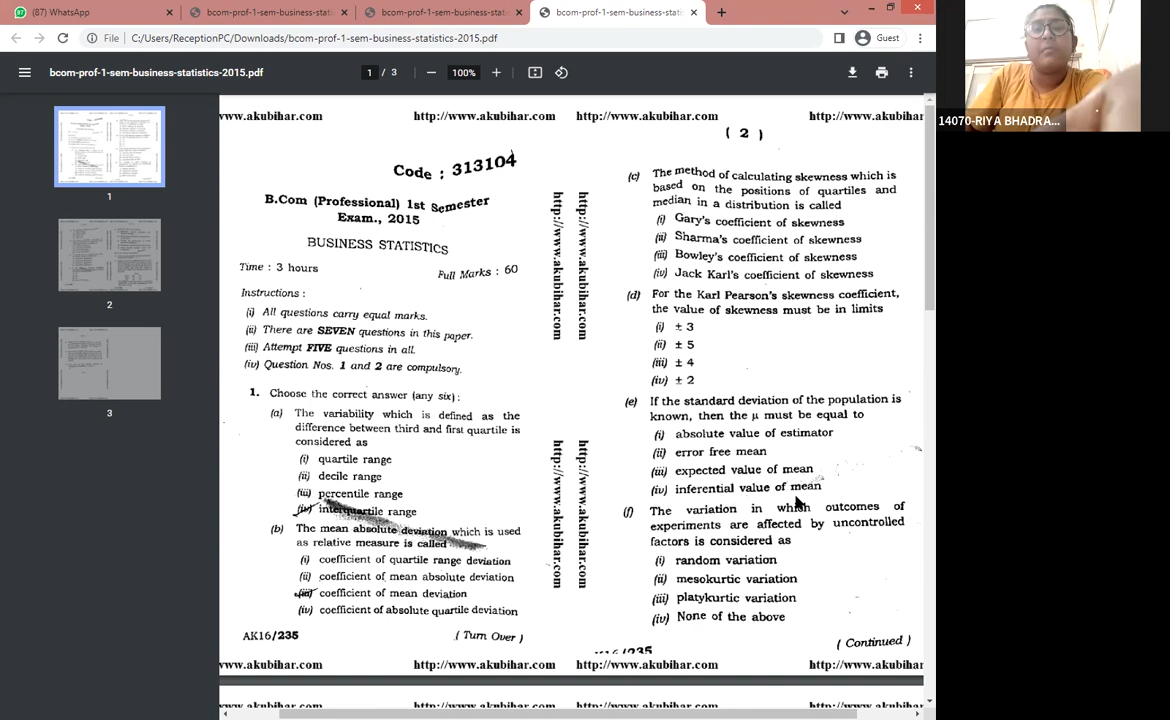 (87) WhatsApp
bcom-prof-1-sem-business-stati
bcom-prof-1-sem-business-stati
bcom-prof-1-sem-business-stati
File
C:/Users/ReceptionPC/Downloads/bcom-prof-1-sem-business-statistics-2015.pdf
Guest
bcom-prof-1-sem-business-statistics-2015.pdf
1 / 3
100%
14070-RIYA BHADRA...
1
2
3
www.akubihar.com
http://www.akubihar.com
Code : 313104
B.Com (Professional) 1st Semester
Exam., 2015
BUSINESS STATISTICS
Time : 3 hours
Full Marks : 60
Instructions :
(i) All questions carry equal marks.
(ii) There are SEVEN questions in this paper.
(iii) Attempt FIVE questions in all.
(iv) Question Nos. 1 and 2 are compulsory.
1. Choose the correct answer (any six) :
(a) The variability which is defined as the
difference between third and first quartile is
considered as
(i) quartile range
(ii) decile range
(iii) percentile range
(iv) interquartile range
(b) The mean absolute deviation which is used
as relative measure is called
(i) coefficient of quartile range deviation
(ii) coefficient of mean absolute deviation
(iii) coefficient of mean deviation
(iv) coefficient of absolute quartile deviation
AK16/235
( Turn Over )
www.akubihar.com
http://www.akubihar.com
http://www.akubihar.com
http://www.akubihar.com
http://www.akubihar.com
http://www.akubihar.com
http://www.akubihar.com
www.akubihar.com
( 2 )
(c) The method of calculating skewness which is
based on the positions of quartiles and
median in a distribution is called
(i) Gary's coefficient of skewness
(ii) Sharma's coefficient of skewness
(iii) Bowley's coefficient of skewness
(iv) Jack Karl's coefficient of skewness
(d) For the Karl Pearson's skewness coefficient,
the value of skewness must be in limits
(i) ± 3
(ii) ± 5
(iii) ± 4
(iv) ± 2
(e) If the standard deviation of the population is
known, then the μ must be equal to
(i) absolute value of estimator
(ii) error free mean
(iii) expected value of mean
(iv) inferential value of mean
(f) The variation in which outcomes of
experiments are affected by uncontrolled
factors is considered as
(i) random variation
(ii) mesokurtic variation
(iii) platykurtic variation
(iv) None of the above
( Continued )
http://www.akubihar.com
www.akubihar.com